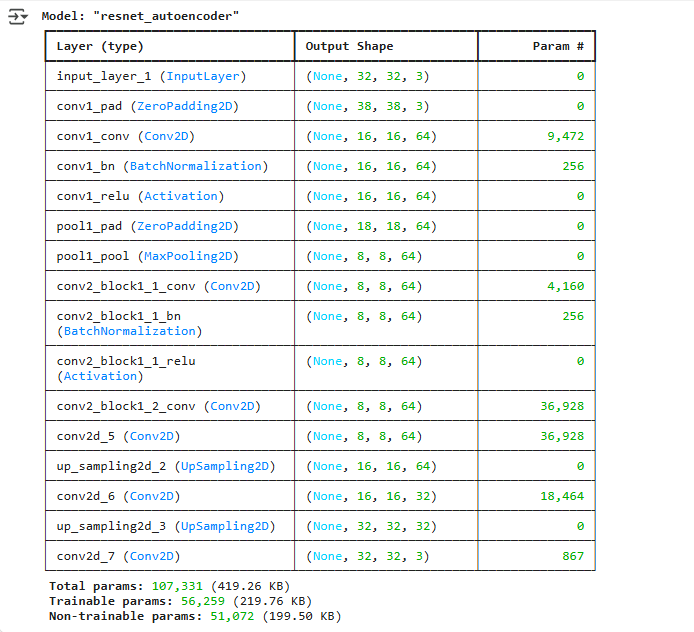 Model: "resnet_autoencoder"
Layer (type) Output Shape Param #
input_layer_1 (InputLayer) (None, 32, 32, 3) 0
conv1_pad (ZeroPadding2D) (None, 38, 38, 3) 0
conv1_conv (Conv2D) (None, 16, 16, 64) 9,472
conv1_bn (BatchNormalization) (None, 16, 16, 64) 256
conv1_relu (Activation) (None, 16, 16, 64) 0
pool1_pad (ZeroPadding2D) (None, 18, 18, 64) 0
pool1_pool (MaxPooling2D) (None, 8, 8, 64) 0
conv2_block1_1_conv (Conv2D) (None, 8, 8, 64) 4,160
conv2_block1_1_bn (None, 8, 8, 64) 256
(BatchNormalization)
conv2_block1_1_relu (None, 8, 8, 64) 0
(Activation)
conv2_block1_2_conv (Conv2D) (None, 8, 8, 64) 36,928
conv2d_5 (Conv2D) (None, 8, 8, 64) 36,928
up_sampling2d_2 (UpSampling2D) (None, 16, 16, 64) 0
conv2d_6 (Conv2D) (None, 16, 16, 32) 18,464
up_sampling2d_3 (UpSampling2D) (None, 32, 32, 32) 0
conv2d_7 (Conv2D) (None, 32, 32, 3) 867
Total params: 107,331 (419.26 KB)
Trainable params: 56,259 (219.76 KB)
Non-trainable params: 51,072 (199.50 KB)